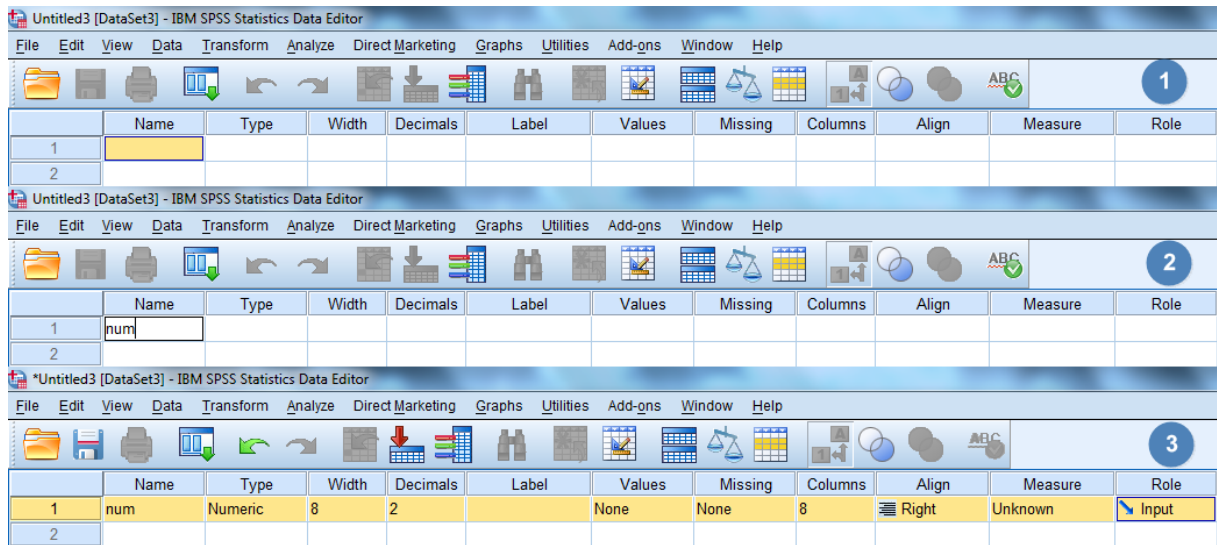 Untitled3 [DataSet3] - IBM SPSS Statistics Data Editor
File Edit View Data Transform Analyze Direct Marketing Graphs Utilities Add-ons Window Help
A 1 ABC 1
Name Type Width Decimals Label Values Missing Columns Align Measure Role
1
2
Untitled3 [DataSet3] - IBM SPSS Statistics Data Editor
File Edit View Data Transform Analyze Direct Marketing Graphs Utilities Add-ons Window Help
A 1 ABC 2
Name Type Width Decimals Label Values Missing Columns Align Measure Role
1 num
2
*Untitled3 [DataSet3] - IBM SPSS Statistics Data Editor
File Edit View Data Transform Analyze Direct Marketing Graphs Utilities Add-ons Window Help
A 1 ABC 3
Name Type Width Decimals Label Values Missing Columns Align Measure Role
1 num Numeric 8 2 None None 8 Right Unknown Input
2